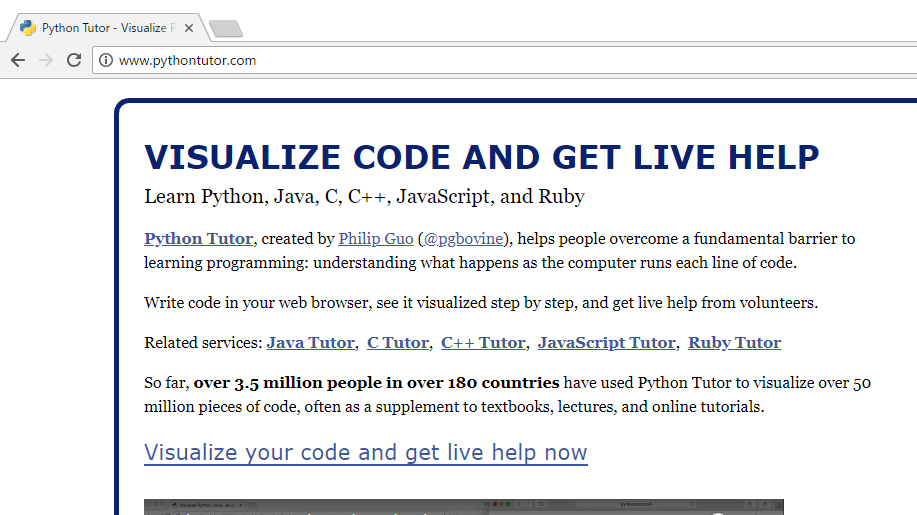 Python Tutor - Visualize P
www.pythontutor.com
VISUALIZE CODE AND GET LIVE HELP
Learn Python, Java, C, C++, JavaScript, and Ruby
Python Tutor, created by Philip Guo (@pgbovine), helps people overcome a fundamental barrier to
learning programming: understanding what happens as the computer runs each line of code.
Write code in your web browser, see it visualized step by step, and get live help from volunteers.
Related services: Java Tutor, C Tutor, C++ Tutor, JavaScript Tutor, Ruby Tutor
So far, over 3.5 million people in over 180 countries have used Python Tutor to visualize over 50
million pieces of code, often as a supplement to textbooks, lectures, and online tutorials.
Visualize your code and get live help now